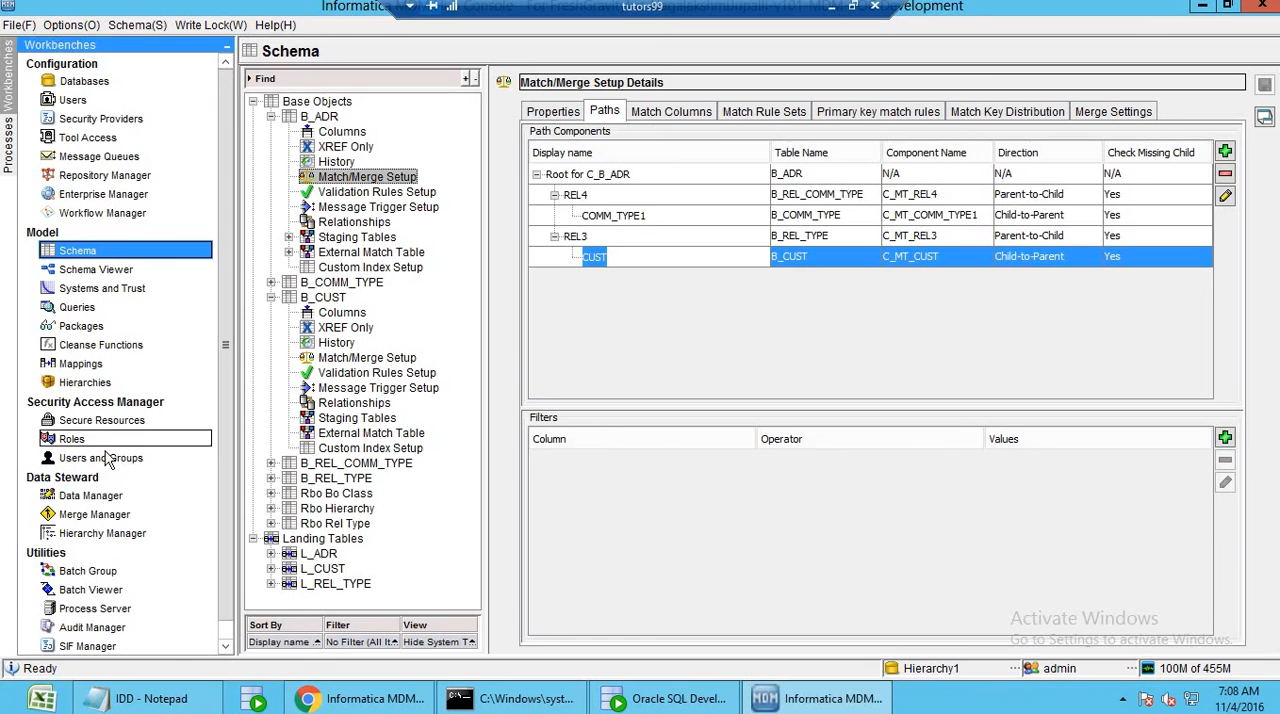 tutors99
Informatica MDM
Console
Development
File(F) Options(O) Schema(S) Write Lock(W) Help(H)
Workbenches
Processes
Workbenches
Configuration
Databases
Users
Security Providers
Tool Access
Message Queues
Repository Manager
Enterprise Manager
Workflow Manager
Model
Schema
Schema Viewer
Systems and Trust
Queries
Packages
Cleanse Functions
Mappings
Hierarchies
Security Access Manager
Secure Resources
Roles
Users and Groups
Data Steward
Data Manager
Merge Manager
Hierarchy Manager
Utilities
Batch Group
Batch Viewer
Process Server
Audit Manager
SIF Manager
Schema
Find
Base Objects
B_ADR
Columns
XREF Only
History
Match/Merge Setup
Validation Rules Setup
Message Trigger Setup
Relationships
Staging Tables
External Match Table
Custom Index Setup
B_COMM_TYPE
B_CUST
Columns
XREF Only
History
Match/Merge Setup
Validation Rules Setup
Message Trigger Setup
Relationships
Staging Tables
External Match Table
Custom Index Setup
B_REL_COMM_TYPE
B_REL_TYPE
Rbo Bo Class
Rbo Hierarchy
Rbo Rel Type
Landing Tables
L_ADR
L_CUST
L_REL_TYPE
Sort By Filter View
Display name No Filter (All It Hide System T
Match/Merge Setup Details
Properties Paths Match Columns Match Rule Sets Primary key match rules Match Key Distribution Merge Settings
Path Components
Display name Table Name Component Name Direction Check Missing Child
Root for C_B_ADR B_ADR N/A N/A N/A
REL4 B_REL_COMM_TYPE C_MT_REL4 Parent-to-Child Yes
COMM_TYPE1 B_COMM_TYPE C_MT_COMM_TYPE1 Child-to-Parent Yes
REL3 B_REL_TYPE C_MT_REL3 Parent-to-Child Yes
CUST B_CUST C_MT_CUST Child-to-Parent Yes
Filters
Column Operator Values
Activate Windows
Go to Settings to activate Windows.
Ready
Hierarchy1 ... admin ... 100M of 455M
IDD - Notepad
Informatica MDM...
C:\Windows\syst...
Oracle SQL Devel...
Informatica MDM...
7:08 AM
11/4/2016